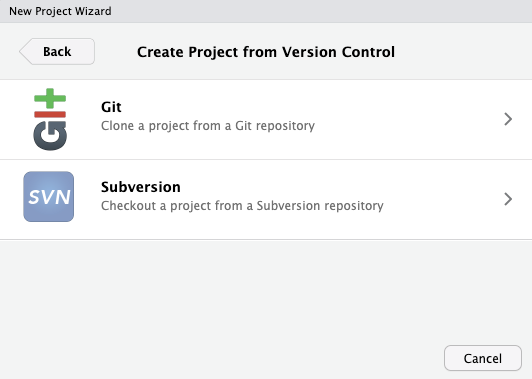 New Project Wizard
Back
Create Project from Version Control
git
Git
Clone a project from a Git repository
SVN
Subversion
Checkout a project from a Subversion repository
Cancel